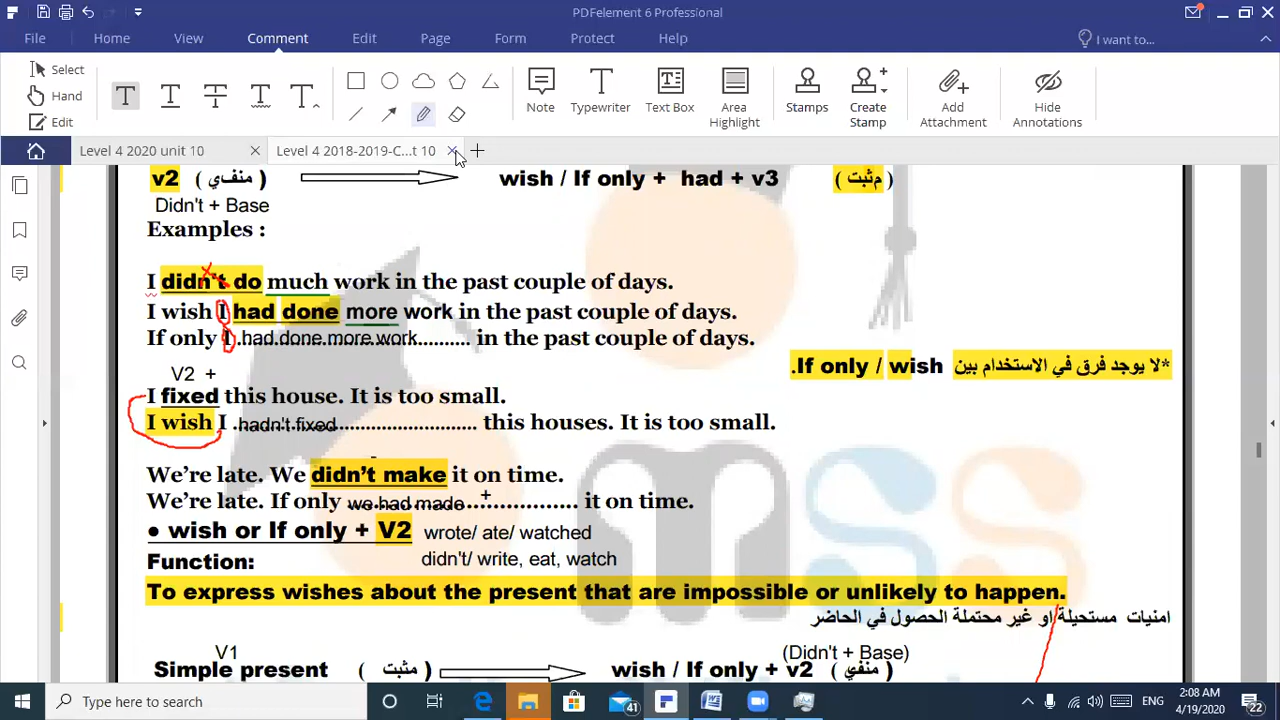 PDFelement 6 Professional
File Home View Comment Edit Page Form Protect Help I want to...
Select
Hand
Edit
Note Typewriter Text Box Area Highlight Stamps Create Stamp Add Attachment Hide Annotations
Level 4 2020 unit 10
Level 4 2018-2019-C...t 10
v2 ( منفي ) wish / If only + had + v3 ( مثبت )
Didn't + Base
Examples :
I didn't do much work in the past couple of days.
I wish I had done more work in the past couple of days.
If only I had done more work in the past couple of days.
*لا يوجد فرق في الاستخدام بين If only / wish.
V2 +
I fixed this house. It is too small.
I wish I hadn't fixed this houses. It is too small.
We're late. We didn't make it on time.
We're late. If only we had made + it on time.
● wish or If only + V2 wrote/ ate/ watched
didn't/ write, eat, watch
Function:
To express wishes about the present that are impossible or unlikely to happen.
امنيات مستحيلة او غير محتملة الحصول في الحاضر
V1 (Didn't + Base)
Simple present ( مثبت ) wish / If only + v2 ( منفي )
mss
Type here to search
41
ENG
2:08 AM
4/19/2020
22